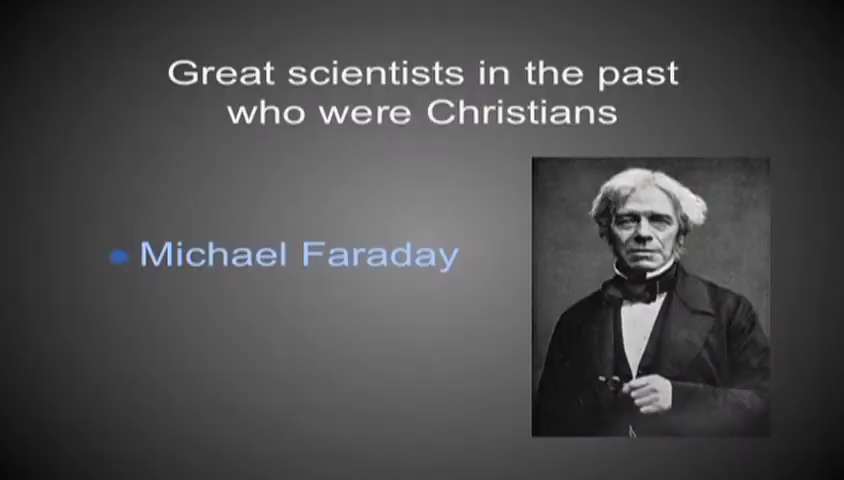 Great scientists in the past
who were Christians
Michael Faraday